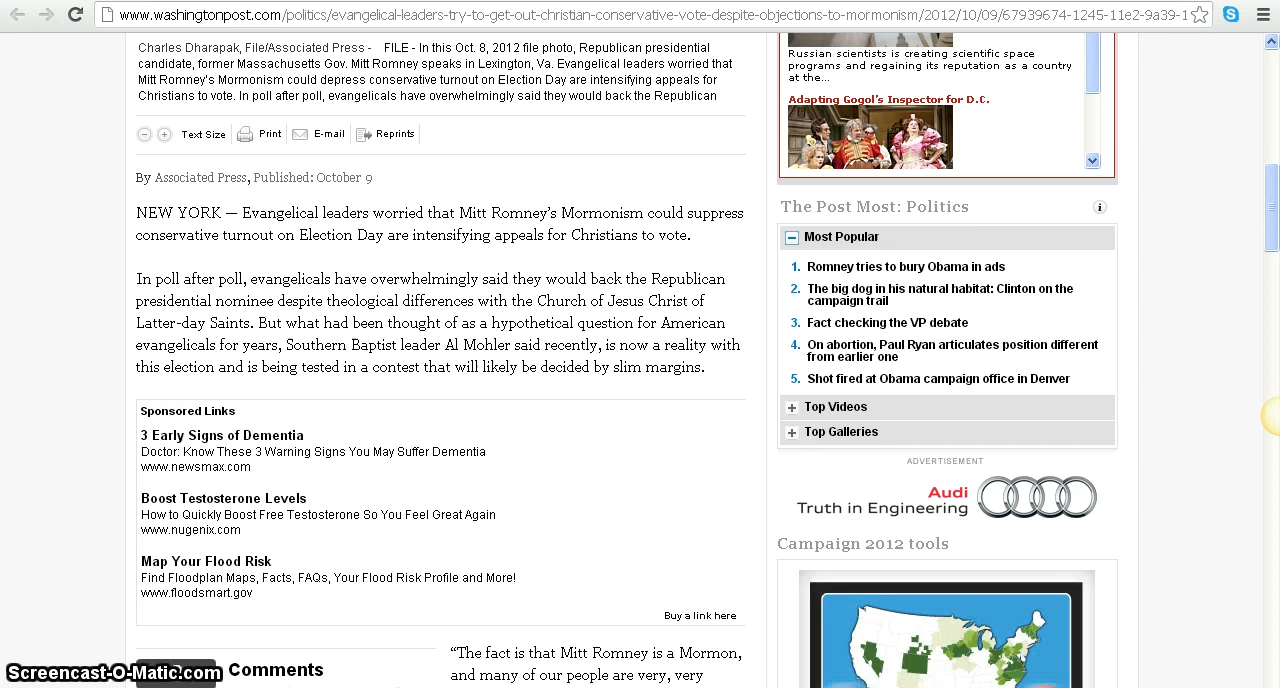 www.washingtonpost.com/politics/evangelical-leaders-try-to-get-out-christian-conservative-vote-despite-objections-to-mormonism/2012/10/09/67939674-1245-11e2-9a39-1
Charles Dharapak, File/Associated Press - FILE - In this Oct. 8, 2012 file photo, Republican presidential
candidate, former Massachusetts Gov. Mitt Romney speaks in Lexington, Va. Evangelical leaders worried that
Mitt Romney's Mormonism could depress conservative turnout on Election Day are intensifying appeals for
Christians to vote. In poll after poll, evangelicals have overwhelmingly said they would back the Republican
Text Size Print E-mail Reprints
By Associated Press, Published: October 9
NEW YORK — Evangelical leaders worried that Mitt Romney's Mormonism could suppress
conservative turnout on Election Day are intensifying appeals for Christians to vote.
In poll after poll, evangelicals have overwhelmingly said they would back the Republican
presidential nominee despite theological differences with the Church of Jesus Christ of
Latter-day Saints. But what had been thought of as a hypothetical question for American
evangelicals for years, Southern Baptist leader Al Mohler said recently, is now a reality with
this election and is being tested in a contest that will likely be decided by slim margins.
Sponsored Links
3 Early Signs of Dementia
Doctor: Know These 3 Warning Signs You May Suffer Dementia
www.newsmax.com
Boost Testosterone Levels
How to Quickly Boost Free Testosterone So You Feel Great Again
www.nugenix.com
Map Your Flood Risk
Find Floodplan Maps, Facts, FAQs, Your Flood Risk Profile and More!
www.floodsmart.gov
Buy a link here
Comments
"The fact is that Mitt Romney is a Mormon,
and many of our people are very, very
Russian scientists is creating scientific space
programs and regaining its reputation as a country
at the...
Adapting Gogol's Inspector for D.C.
The Post Most: Politics
Most Popular
1. Romney tries to bury Obama in ads
2. The big dog in his natural habitat: Clinton on the
campaign trail
3. Fact checking the VP debate
4. On abortion, Paul Ryan articulates position different
from earlier one
5. Shot fired at Obama campaign office in Denver
Top Videos
Top Galleries
ADVERTISEMENT
Audi
Truth in Engineering
Campaign 2012 tools
Screencast-O-Matic.com